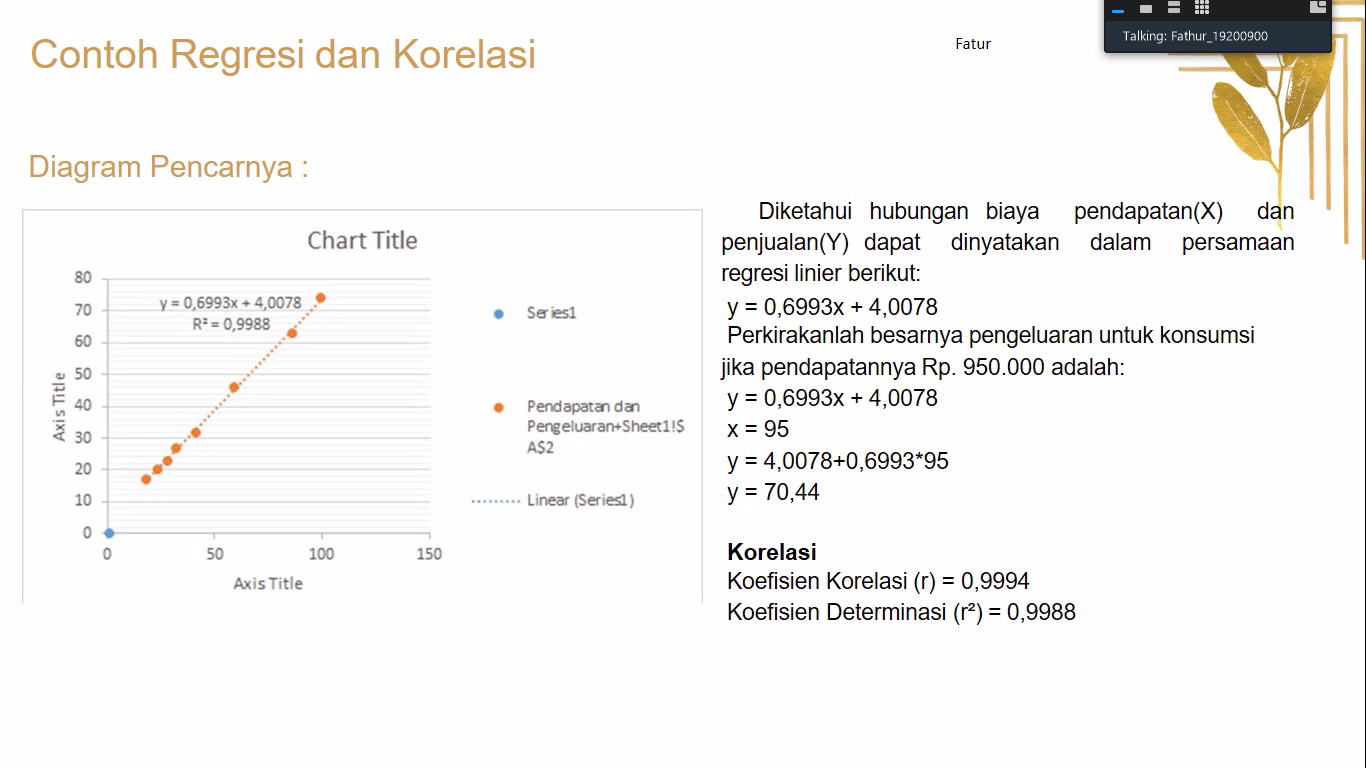 Contoh Regresi dan Korelasi
Fatur
Talking: Fathur_19200900
Diagram Pencarnya :
Chart Title
y = 0,6993x + 4,0078
R² = 0,9988
80
70
60
50
40
30
20
10
0
Axis Title
0 50 100 150
Axis Title
Series1
Pendapatan dan
Pengeluaran+Sheet1!$
A$2
Linear (Series1)
Diketahui hubungan biaya pendapatan(X) dan
penjualan(Y) dapat dinyatakan dalam persamaan
regresi linier berikut:
y = 0,6993x + 4,0078
Perkirakanlah besarnya pengeluaran untuk konsumsi
jika pendapatannya Rp. 950.000 adalah:
y = 0,6993x + 4,0078
x = 95
y = 4,0078+0,6993*95
y = 70,44
Korelasi
Koefisien Korelasi (r) = 0,9994
Koefisien Determinasi (r²) = 0,9988